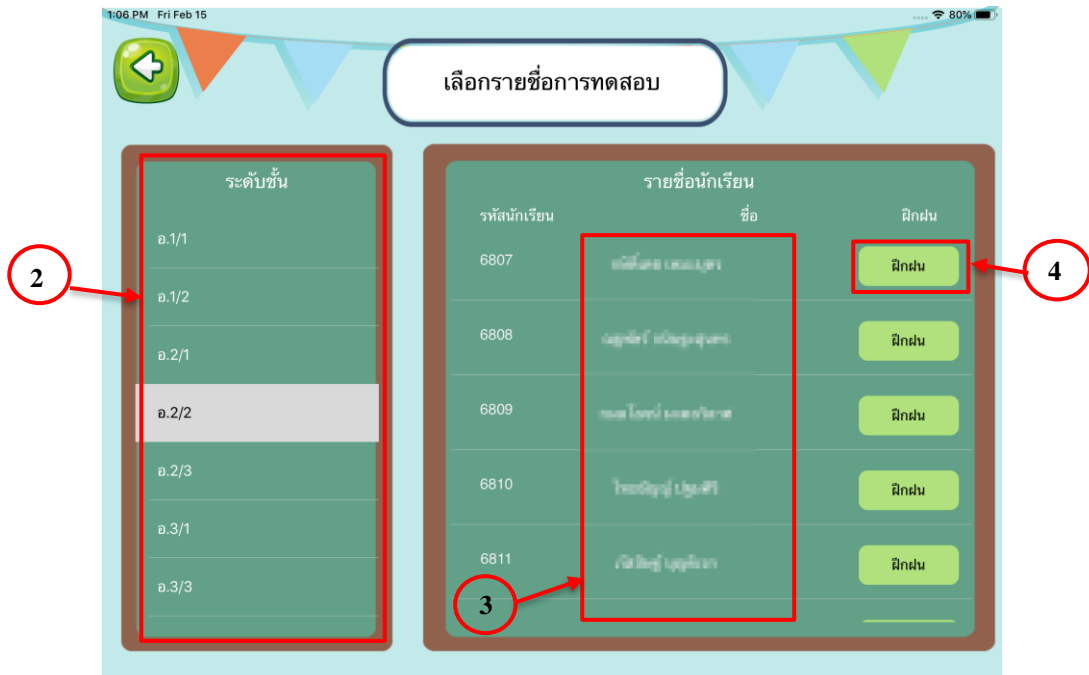 1:06 PM Fri Feb 15
80%
เลือกรายชื่อการทดสอบ
ระดับชั้น
อ.1/1
อ.1/2
อ.2/1
อ.2/2
อ.2/3
อ.3/1
อ.3/3
รายชื่อนักเรียน
รหัสนักเรียน ชื่อ ฝึกฝน
6807 ฝึกฝน
6808 ฝึกฝน
6809 ฝึกฝน
6810 ฝึกฝน
6811 ฝึกฝน
2
3
4